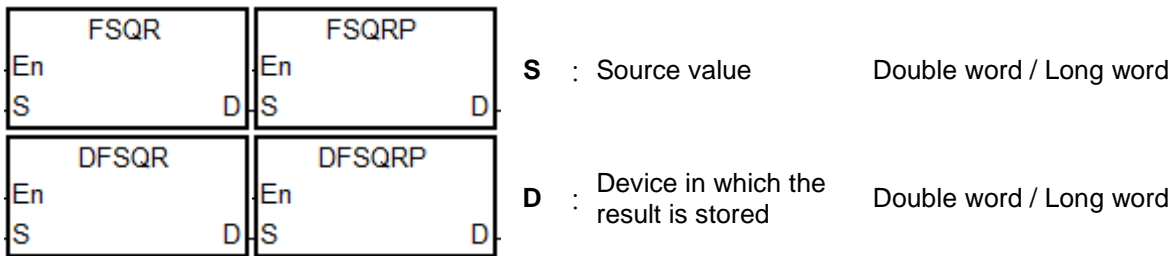 FSQR
En
S D
FSQRP
En
S D
S : Source value Double word / Long word
DFSQR
En
S D
DFSQRP
En
S D
D : Device in which the
result is stored Double word / Long word